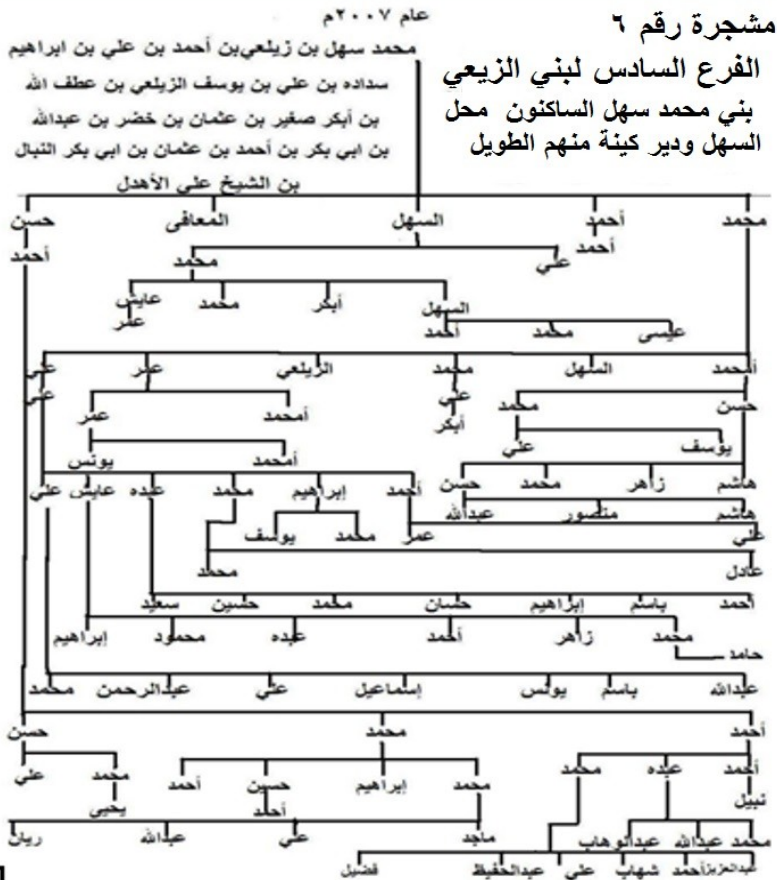 مشجرة رقم ٦
الفرع السادس لبني الزيعي
بني محمد سهل الساكنون محل
السهل ودير كينة منهم الطويل
عام ٢٠٠٧م
محمد سهل بن زيلعي بن أحمد بن علي بن ابراهيم
سداده بن علي بن يوسف الزيلعي بن عطف الله
بن أبكر صغير بن عثمان بن خضر بن عبدالله
بن ابي بكر بن أحمد بن عثمان بن ابي بكر النبال
بن الشيخ علي الأهدل
محمد أحمد السهل المعافى حسن
أحمد أحمد
علي محمد
السهل أبكر محمد عايش
عمر
عيسى محمد أحمد
أمحمد السهل محمد الزيلعي عمر علي
حسن محمد علي أمحمد عمر علي
أبكر
يوسف علي أمحمد يونس
هاشم زاهر محمد حسن أحمد إبراهيم محمد عبده عايش علي
هاشم منصور عبدالله
علي عمر محمد يوسف
عادل محمد
أحمد باسم إبراهيم حسان محمد حسين سعيد
محمد زاهر أحمد عبده محمود إبراهيم
حامد
عبدالله باسم يونس إسماعيل علي عبدالرحمن محمد
أحمد محمد حسن
أحمد عبده محمد محمد إبراهيم حسين أحمد محمد علي
نبيل أحمد يحيى
محمد عبدالله عبدالوهاب ماجد علي عبدالله ريان
عبدالعزيز أحمد شهاب علي عبدالحفيظ فضيل
1